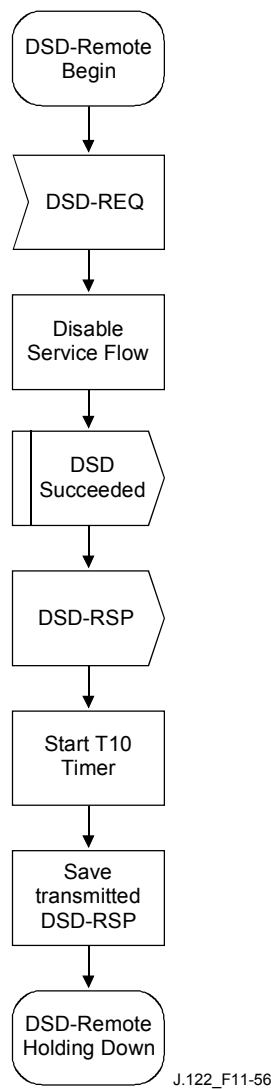 DSD-Remote
Begin
DSD-REQ
Disable
Service Flow
DSD
Succeeded
DSD-RSP
Start T10
Timer
Save
transmitted
DSD-RSP
DSD-Remote
Holding Down
J.122_F11-56